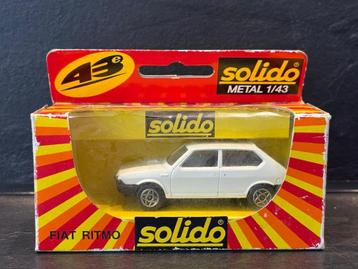 43e
solido
METAL 1/43
solido
FIAT RITMO
solido